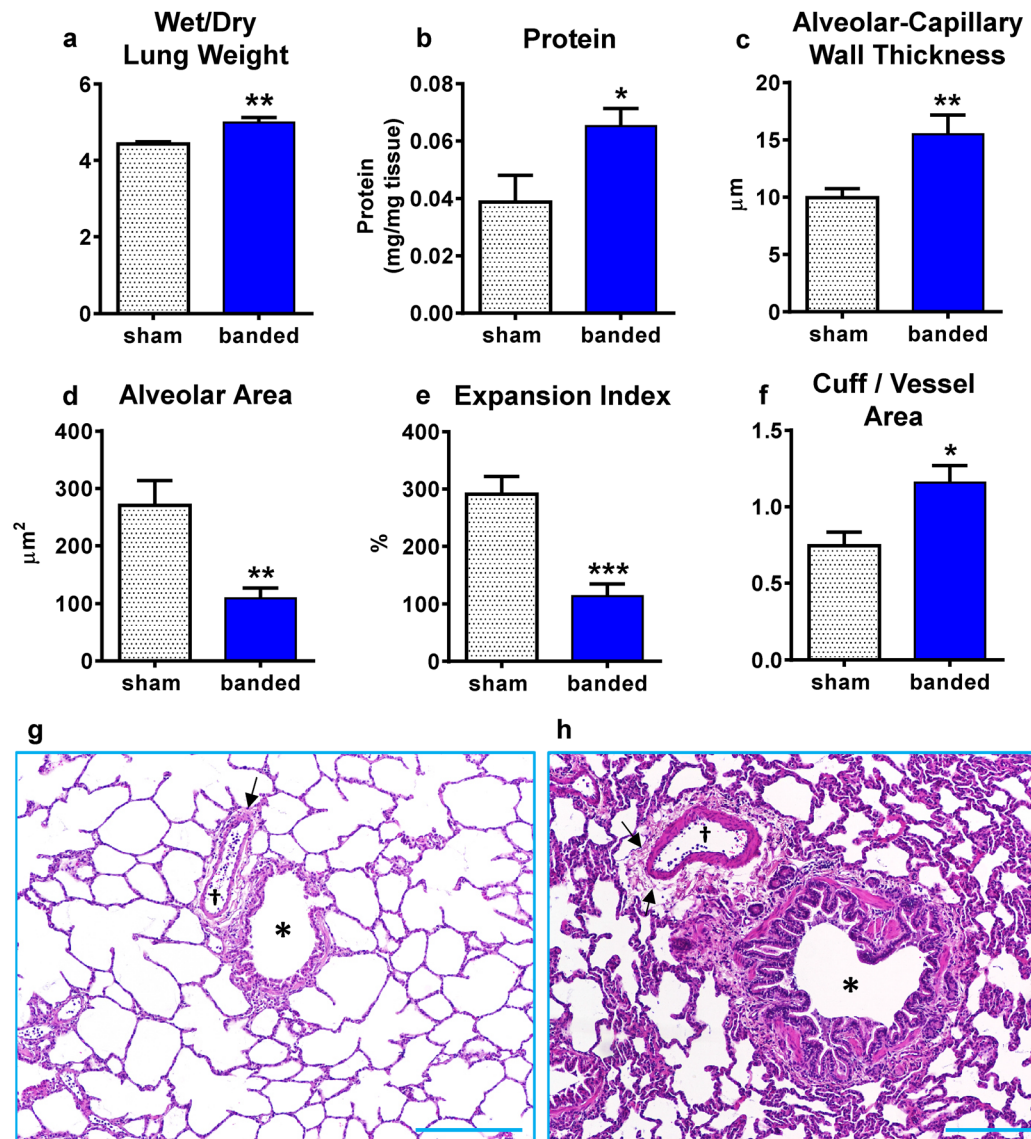 a
Wet/Dry
Lung Weight
6
4
2
0
**
sham
banded
b
Protein
Protein
(mg/mg tissue)
0.08
0.06
0.04
0.02
0.00
*
sham
banded
c
Alveolar-Capillary
Wall Thickness
μm
20
15
10
5
0
**
sham
banded
d
Alveolar Area
μm²
400
300
200
100
0
**
sham
banded
e
Expansion Index
%
400
300
200
100
0
***
sham
banded
f
Cuff / Vessel
Area
1.5
1.0
0.5
0.0
*
sham
banded
g
†
*
h
†
*